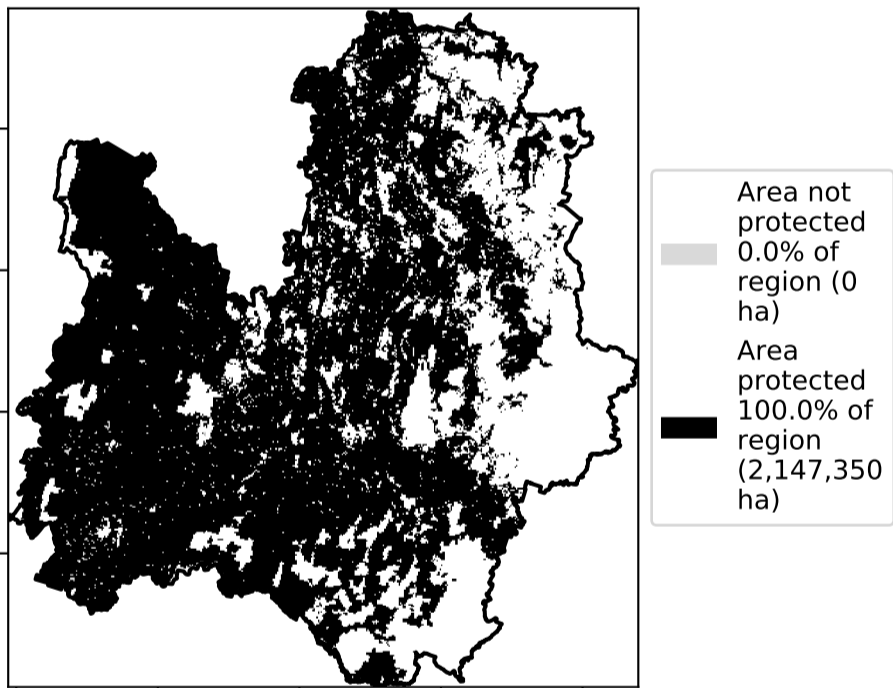 Area not
protected
0.0% of
region (0
ha)
Area
protected
100.0% of
region
(2,147,350
ha)